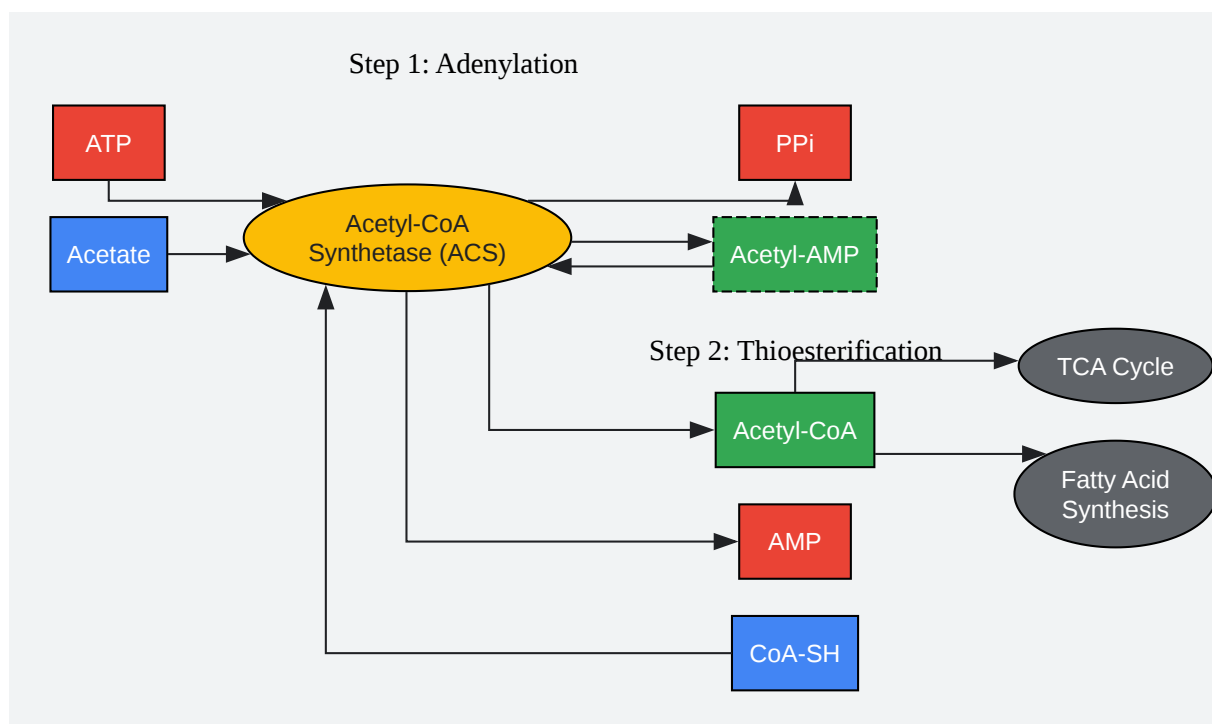 Step 1: Adenylation
ATP
PPi
Acetate
Acetyl-CoA
Synthetase (ACS)
Acetyl-AMP
Step 2: Thioesterification
TCA Cycle
Acetyl-CoA
Fatty Acid
Synthesis
AMP
CoA-SH